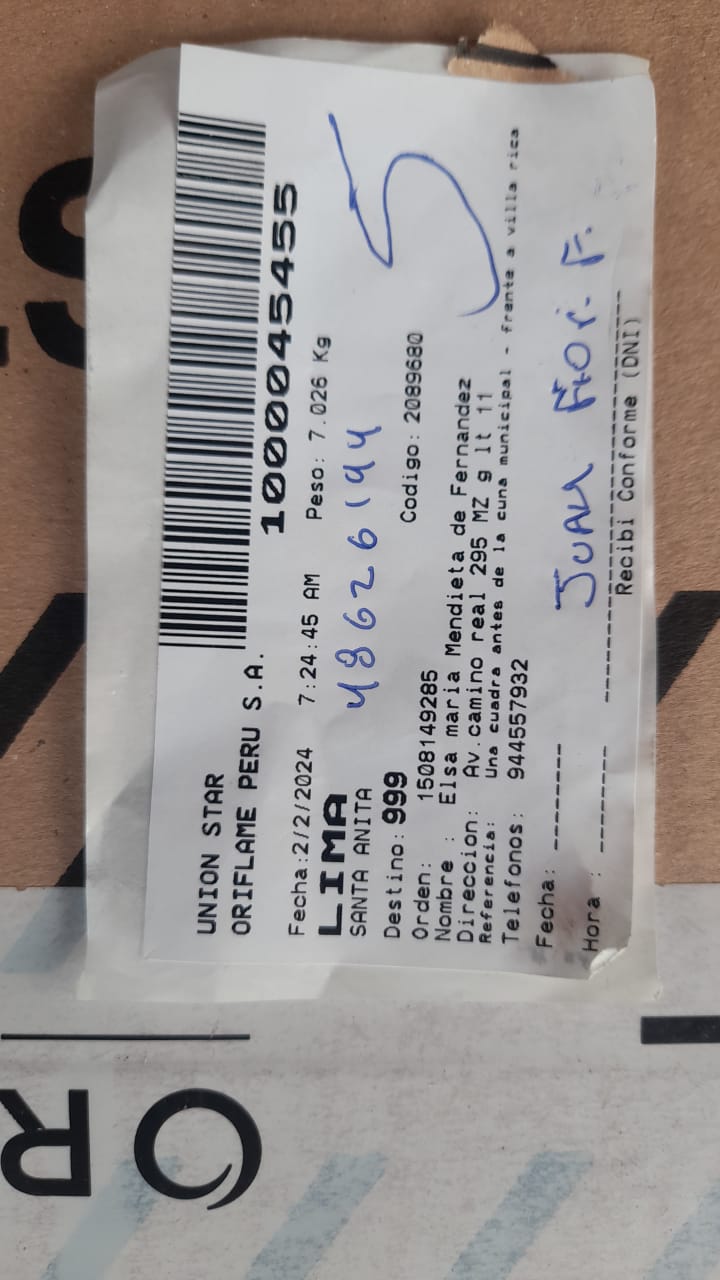 1000045455
UNION STAR
ORIFLAME PERU S.A.
Fecha:2/2/2024 7:24:45 AM Peso: 7.026 Kg
LIMA
48626194
SANTA ANITA
Destino: 999
Orden: 1508149285 Codigo: 2089680
Nombre : Elsa maria Mendieta de Fernandez
Direccion: Av.camino real 295 MZ g lt 11
Referencia: Una cuadra antes de la cuna municipal - frente a villa rica
Telefonos: 944557932
Fecha: --------
JUAN
Hora : --------
Recibi Conforme (DNI)
OR